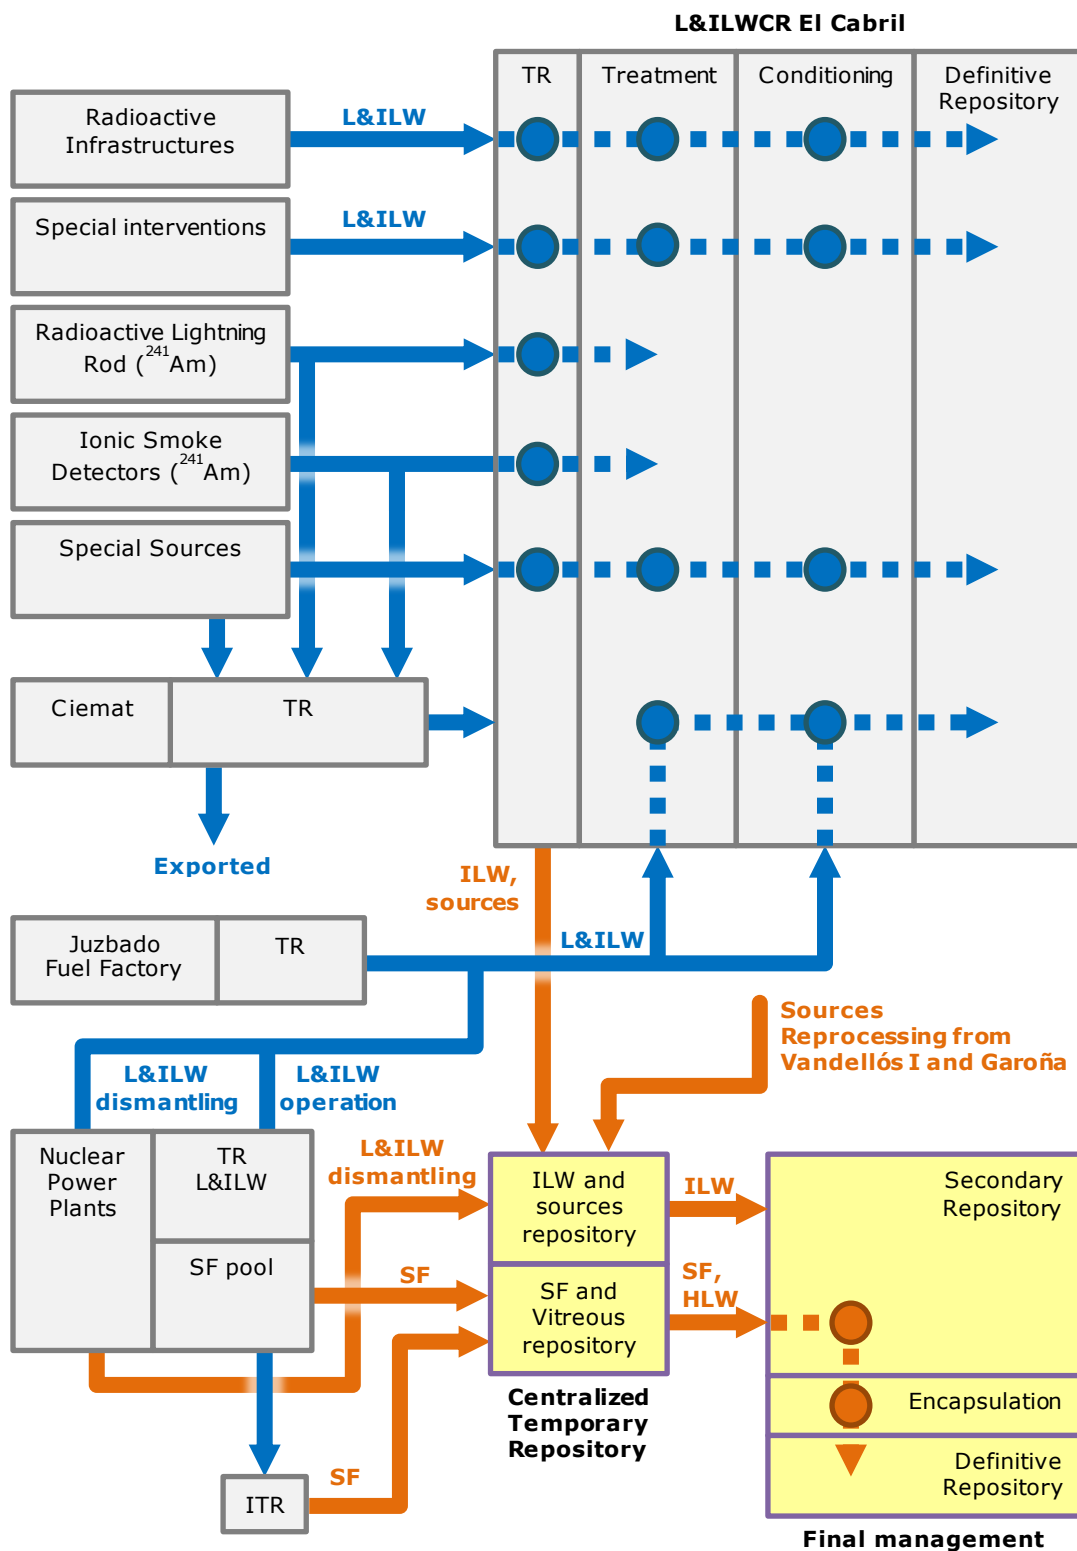 L&ILWCR El Cabril
TR
Treatment
Conditioning
Definitive
Repository
Radioactive
Infrastructures
L&ILW
Special interventions
L&ILW
Radioactive Lightning
Rod (241Am)
Ionic Smoke
Detectors (241Am)
Special Sources
Ciemat
TR
Exported
ILW,
sources
Juzbado
Fuel Factory
TR
L&ILW
Sources
Reprocessing from
Vandellós I and Garoña
L&ILW
dismantling
L&ILW
operation
Nuclear
Power
Plants
TR
L&ILW
SF pool
L&ILW
dismantling
SF
ILW and
sources
repository
ILW
SF and
Vitreous
repository
SF,
HLW
Secondary
Repository
Encapsulation
Definitive
Repository
Centralized
Temporary
Repository
ITR
SF
Final management